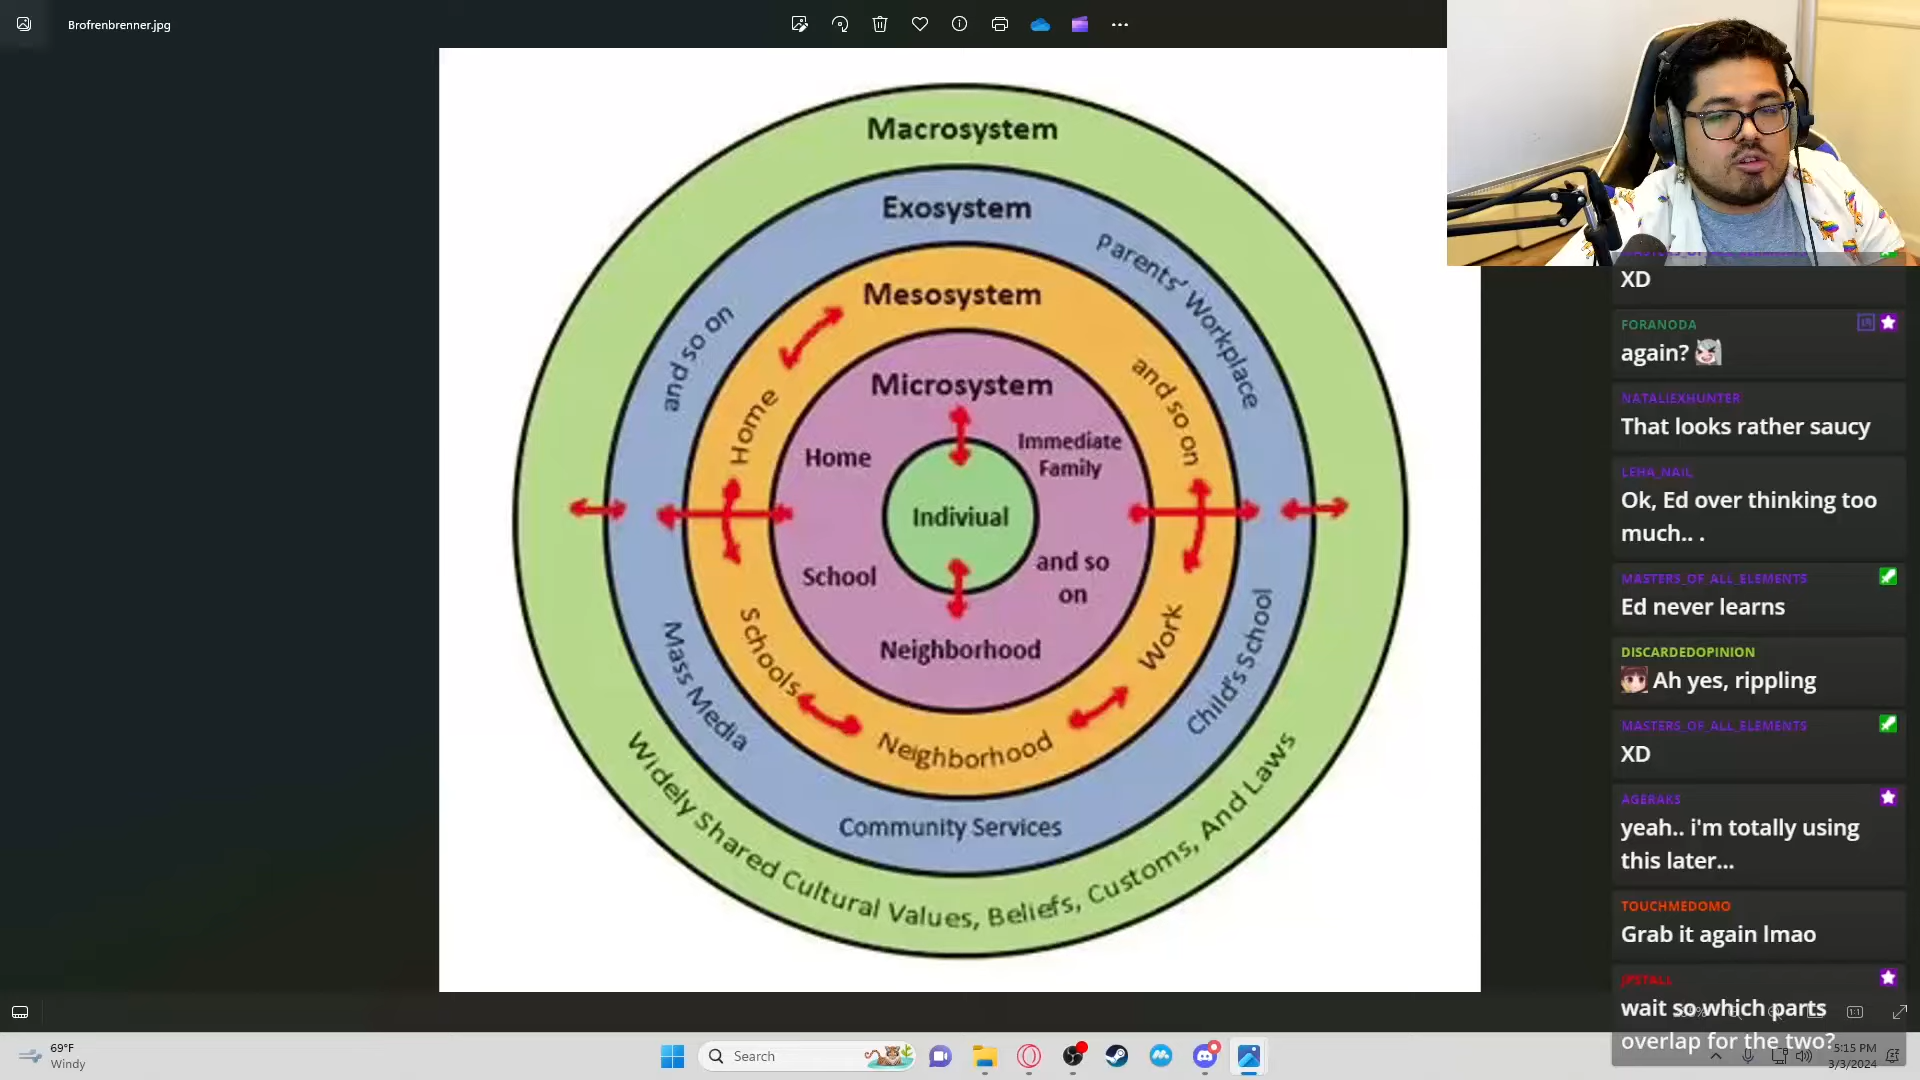 Brofrenbrenner.jpg
Macrosystem
Exosystem
Parents' Workplace
and so on
Mesosystem
and so on
Home
Microsystem
Home
Immediate
Family
Indiviual
School
and so
on
Neighborhood
Schools
Work
Neighborhood
Mass Media
Child's School
Community Services
Widely Shared Cultural Values, Beliefs, Customs, And Laws
XD
FORANODA
again?
NATALIEXHUNTER
That looks rather saucy
LEHA_NAIL
Ok, Ed over thinking too
much.. .
MASTERS_OF_ALL_ELEMENTS
Ed never learns
DISCARDEDOPINION
Ah yes, rippling
MASTERS_OF_ALL_ELEMENTS
XD
AGERAKS
yeah.. i'm totally using
this later...
TOUCHMEDOMO
Grab it again lmao
JPSTALL
wait so which parts
overlap for the two?
69°F
Windy
Search
5:15 PM
3/3/2024